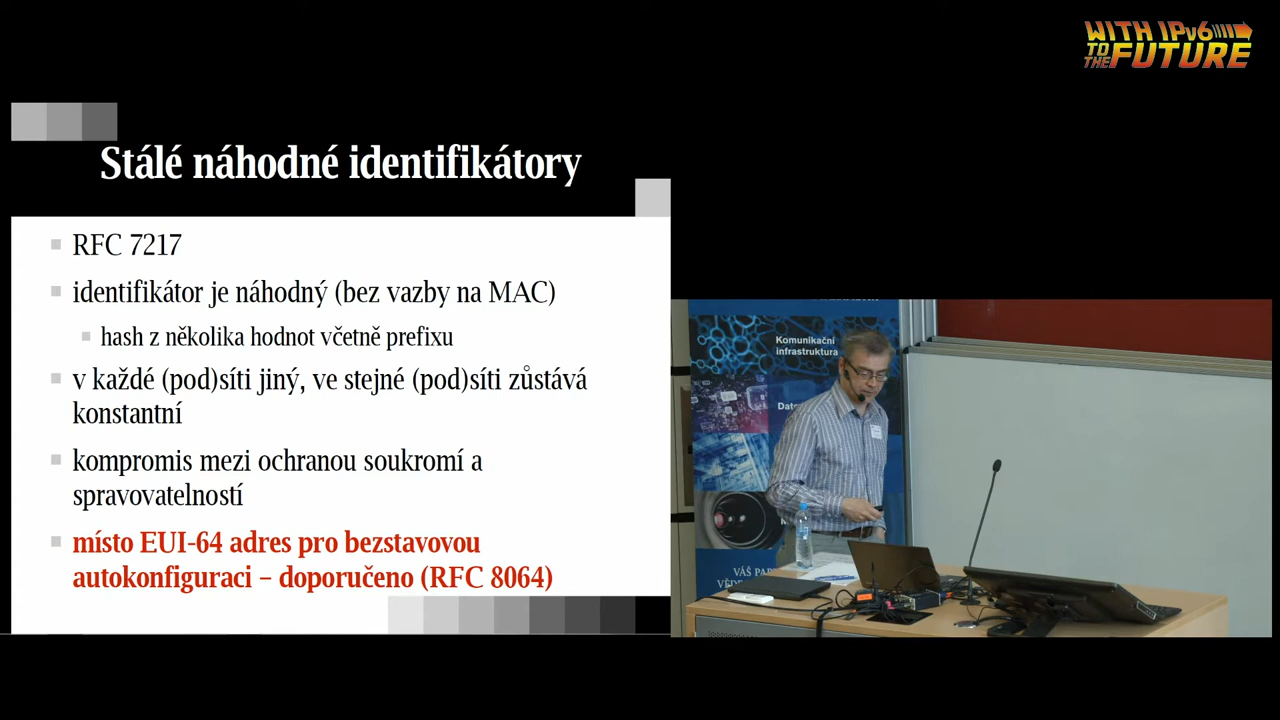 WITH IPv6
TO THE FUTURE
Stálé náhodné identifikátory
RFC 7217
identifikátor je náhodný (bez vazby na MAC)
hash z několika hodnot včetně prefixu
v každé (pod)síti jiný, ve stejné (pod)síti zůstává
konstantní
kompromis mezi ochranou soukromí a
spravovatelností
místo EUI-64 adres pro bezstavovou
autokonfiguraci – doporučeno (RFC 8064)
Komunikační
infrastruktura
VÁŠ